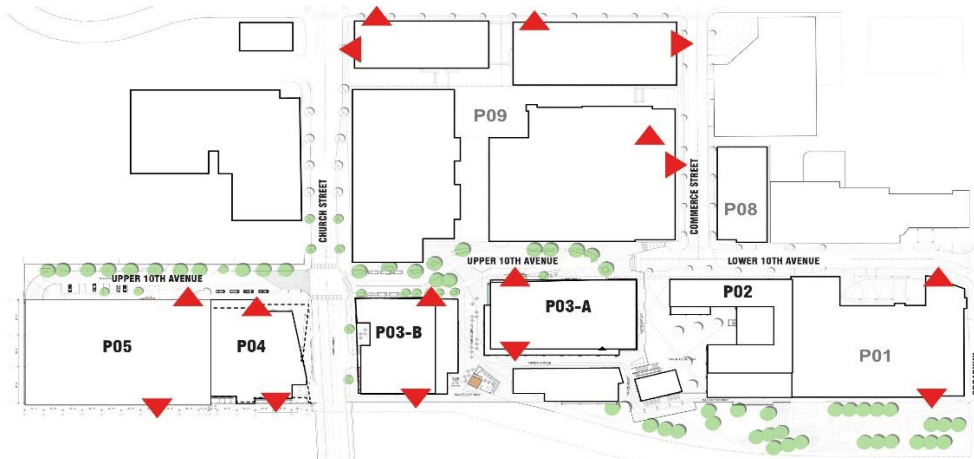 P09
CHURCH STREET
COMMERCE STREET
P08
UPPER 10TH AVENUE
LOWER 10TH AVENUE
UPPER 10TH AVENUE
P02
P03-A
P03-B
P05
P04
P01